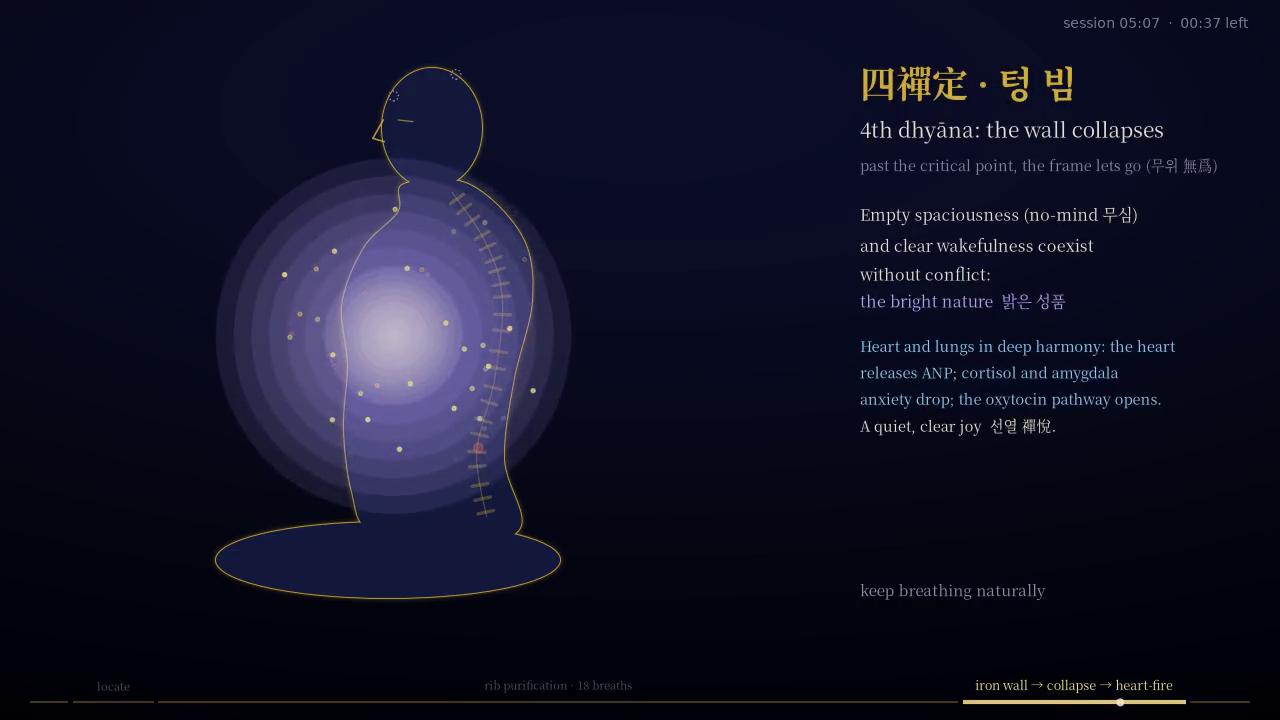 session 05:07 · 00:37 left
四禪定 · 텅 빔
4th dhyāna: the wall collapses
past the critical point, the frame lets go (무위 無爲)
Empty spaciousness (no-mind 무심)
and clear wakefulness coexist
without conflict:
the bright nature 밝은 성품
Heart and lungs in deep harmony: the heart
releases ANP; cortisol and amygdala
anxiety drop; the oxytocin pathway opens.
A quiet, clear joy 선열 禪悅.
keep breathing naturally
locate
rib purification · 18 breaths
iron wall → collapse → heart-fire